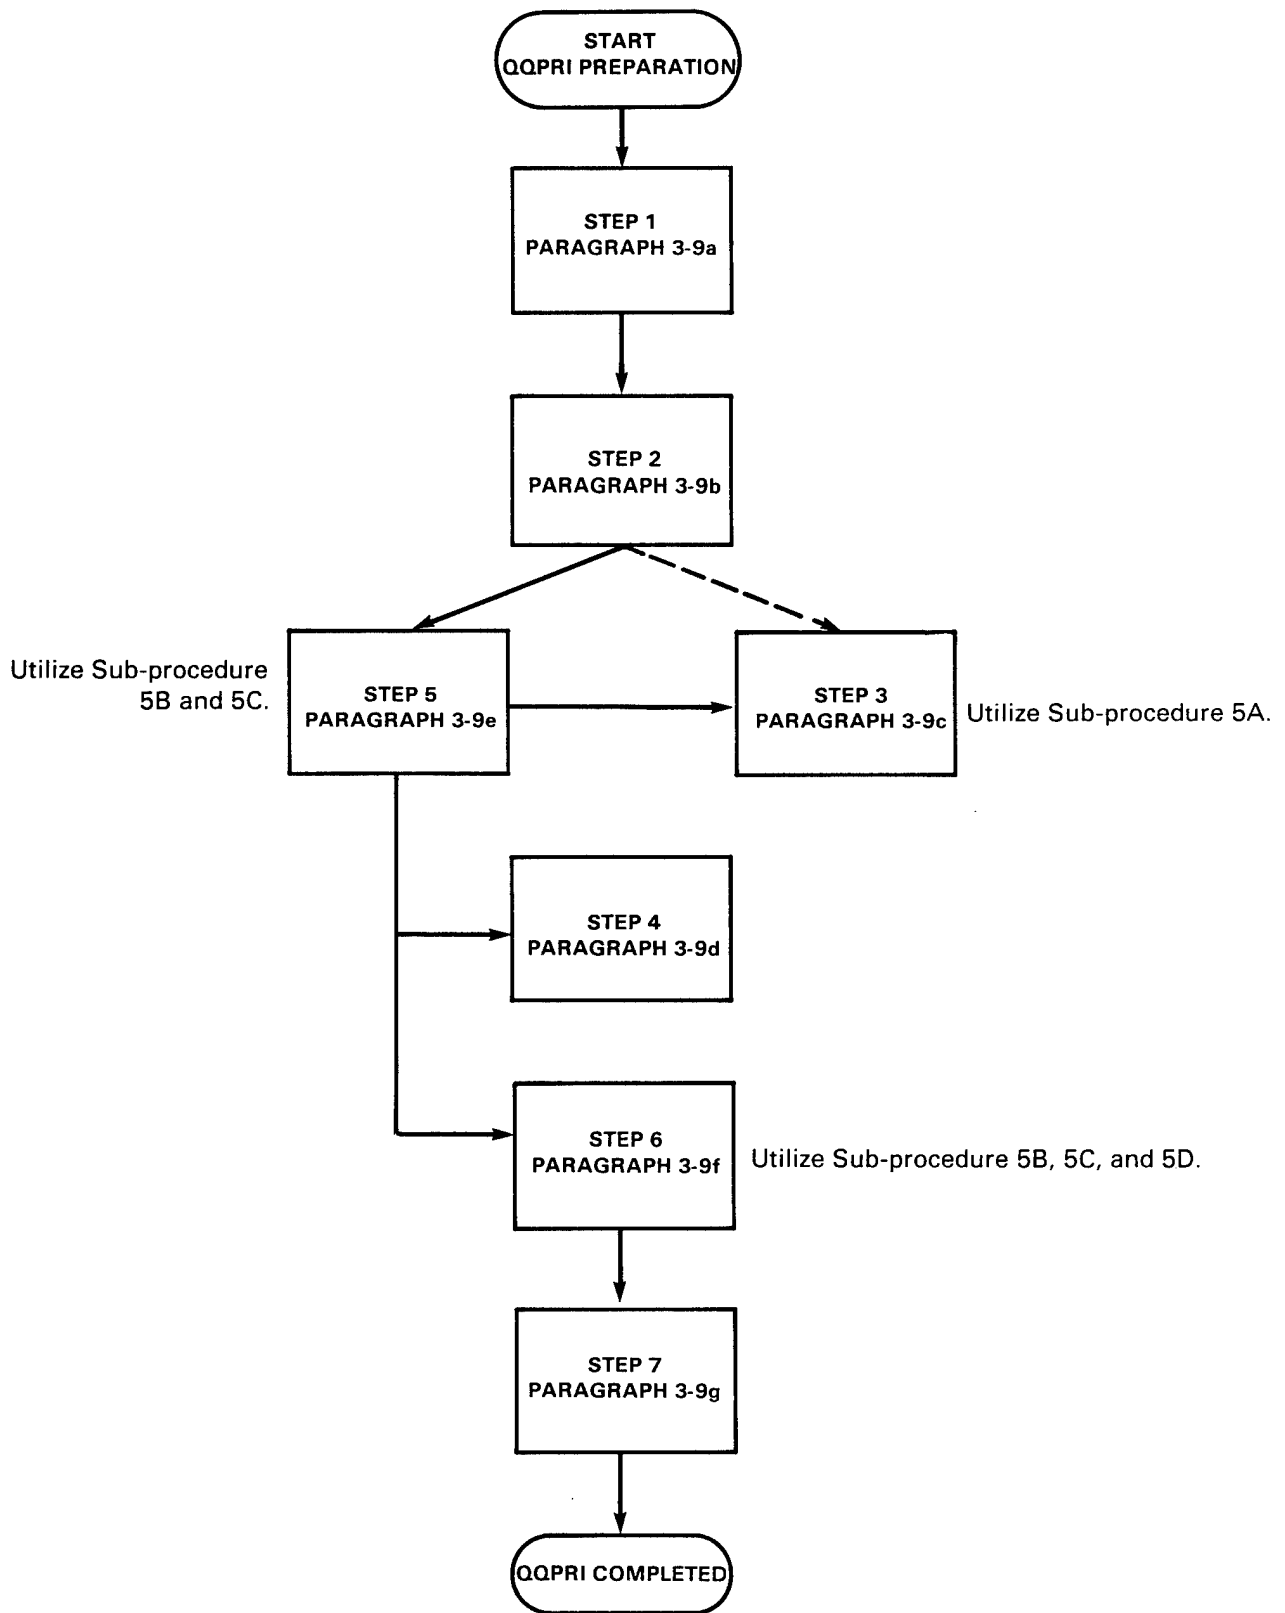 START
QQPRI PREPARATION
STEP 1
PARAGRAPH 3-9a
STEP 2
PARAGRAPH 3-9b
Utilize Sub-procedure
5B and 5C.
STEP 5
PARAGRAPH 3-9e
STEP 3
PARAGRAPH 3-9c
Utilize Sub-procedure 5A.
STEP 4
PARAGRAPH 3-9d
STEP 6
PARAGRAPH 3-9f
Utilize Sub-procedure 5B, 5C, and 5D.
STEP 7
PARAGRAPH 3-9g
QQPRI COMPLETED